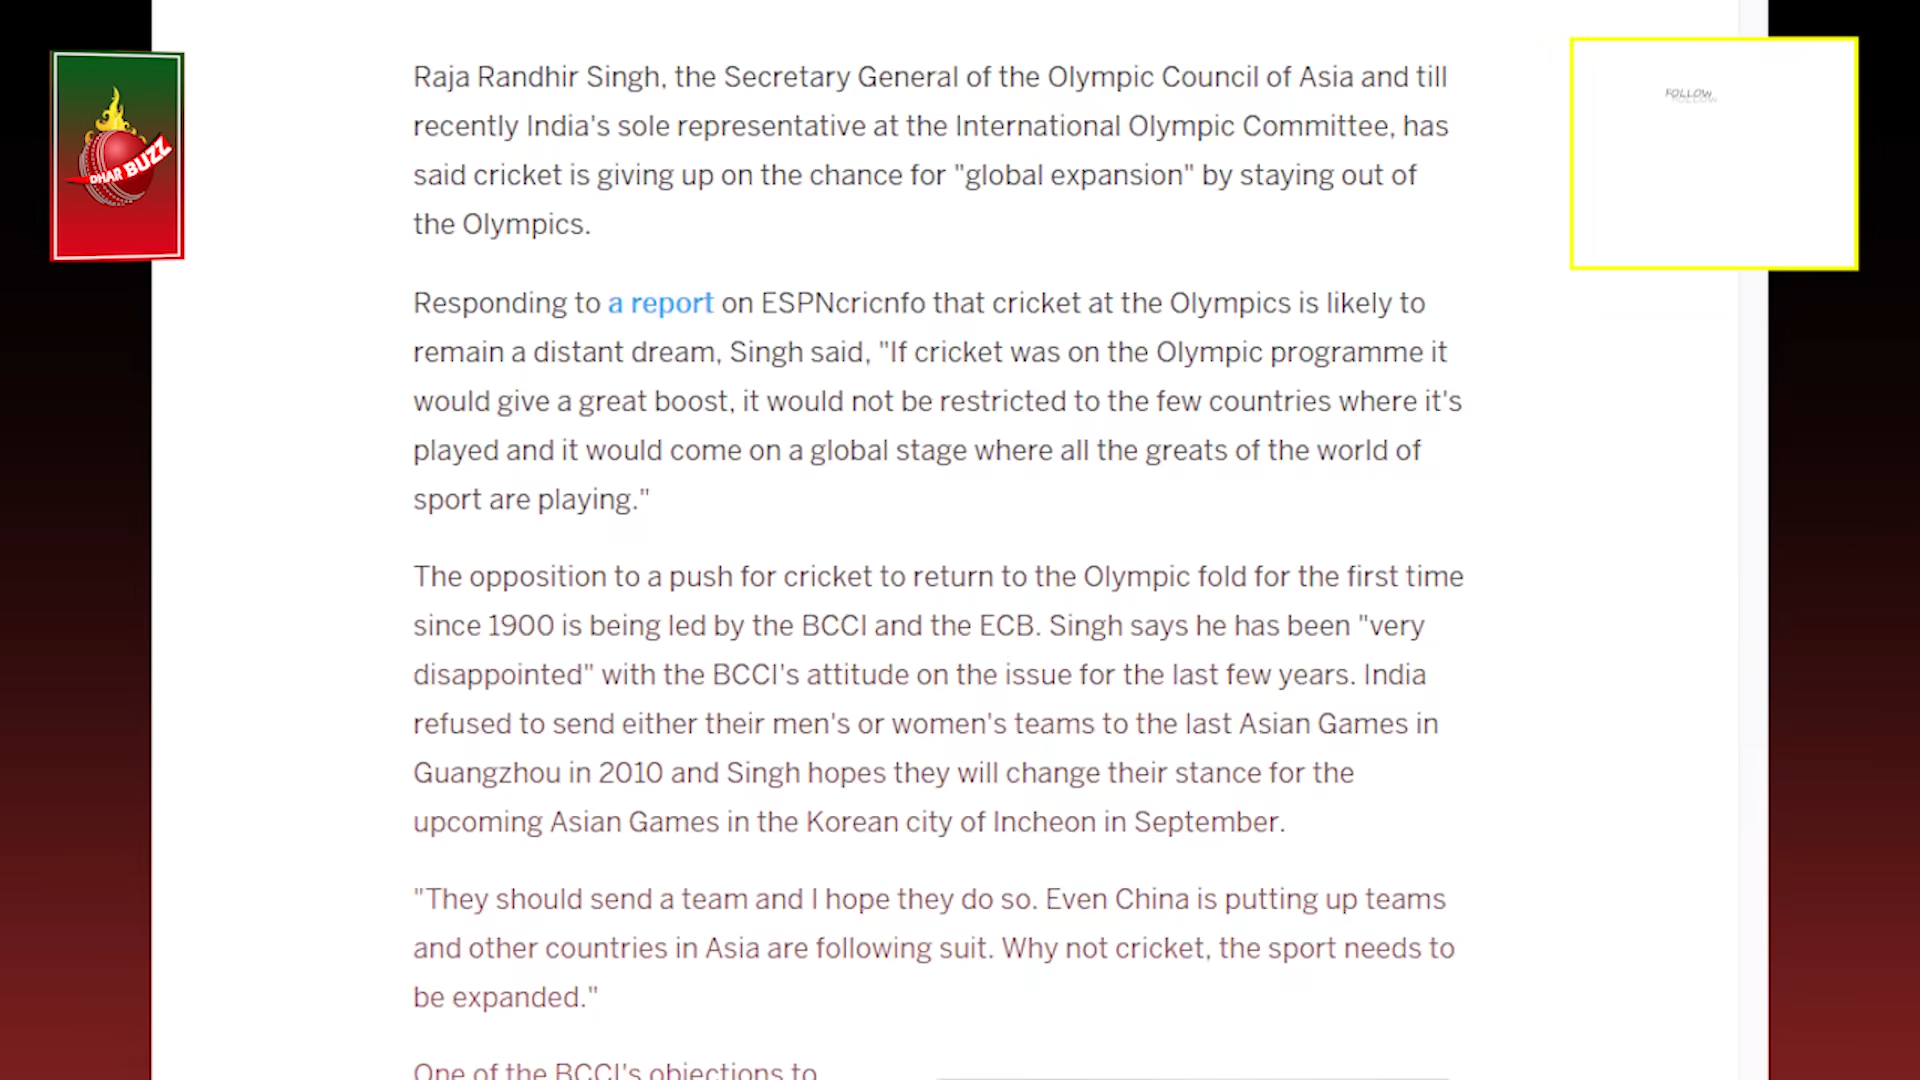 DHAR BUZZ
FOLLOW
Raja Randhir Singh, the Secretary General of the Olympic Council of Asia and till
recently India's sole representative at the International Olympic Committee, has
said cricket is giving up on the chance for "global expansion" by staying out of
the Olympics.
Responding to a report on ESPNcricnfo that cricket at the Olympics is likely to
remain a distant dream, Singh said, "If cricket was on the Olympic programme it
would give a great boost, it would not be restricted to the few countries where it's
played and it would come on a global stage where all the greats of the world of
sport are playing."
The opposition to a push for cricket to return to the Olympic fold for the first time
since 1900 is being led by the BCCI and the ECB. Singh says he has been "very
disappointed" with the BCCI's attitude on the issue for the last few years. India
refused to send either their men's or women's teams to the last Asian Games in
Guangzhou in 2010 and Singh hopes they will change their stance for the
upcoming Asian Games in the Korean city of Incheon in September.
"They should send a team and I hope they do so. Even China is putting up teams
and other countries in Asia are following suit. Why not cricket, the sport needs to
be expanded."
One of the BCCI's objections to